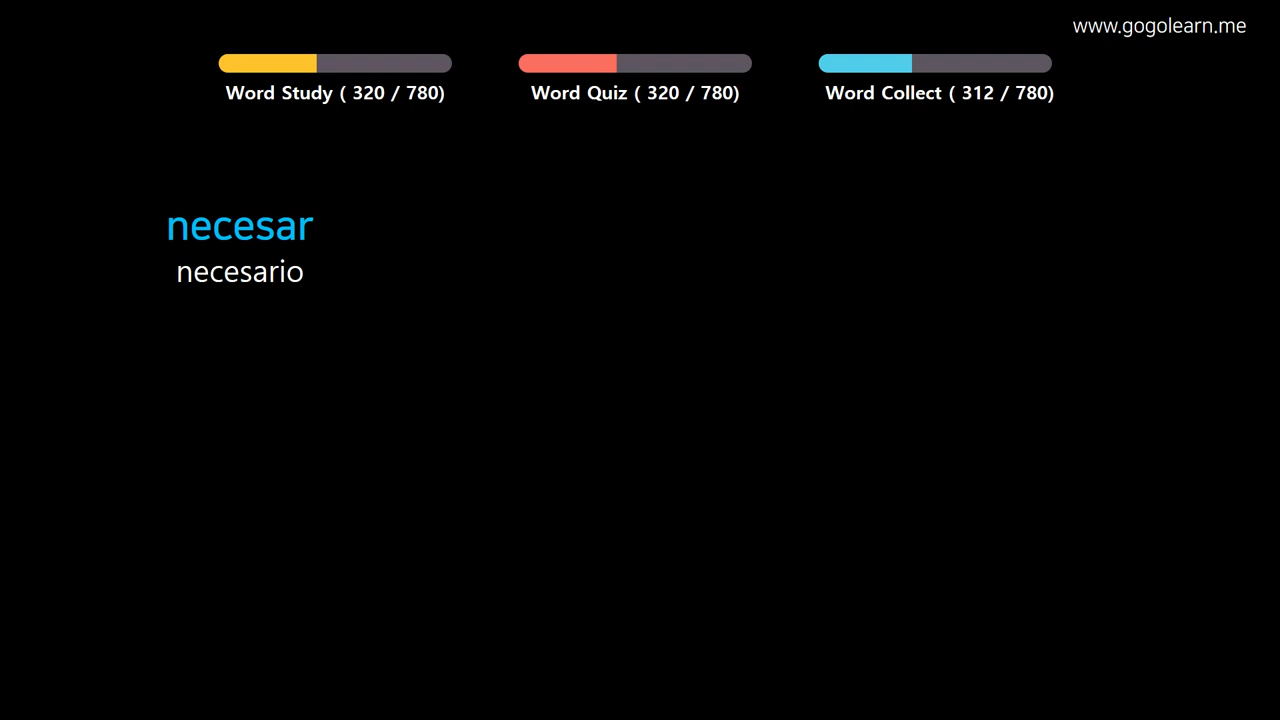 www.gogolearn.me
Word Study ( 320 / 780)
Word Quiz ( 320 / 780)
Word Collect ( 312 / 780)
necesar
necesario